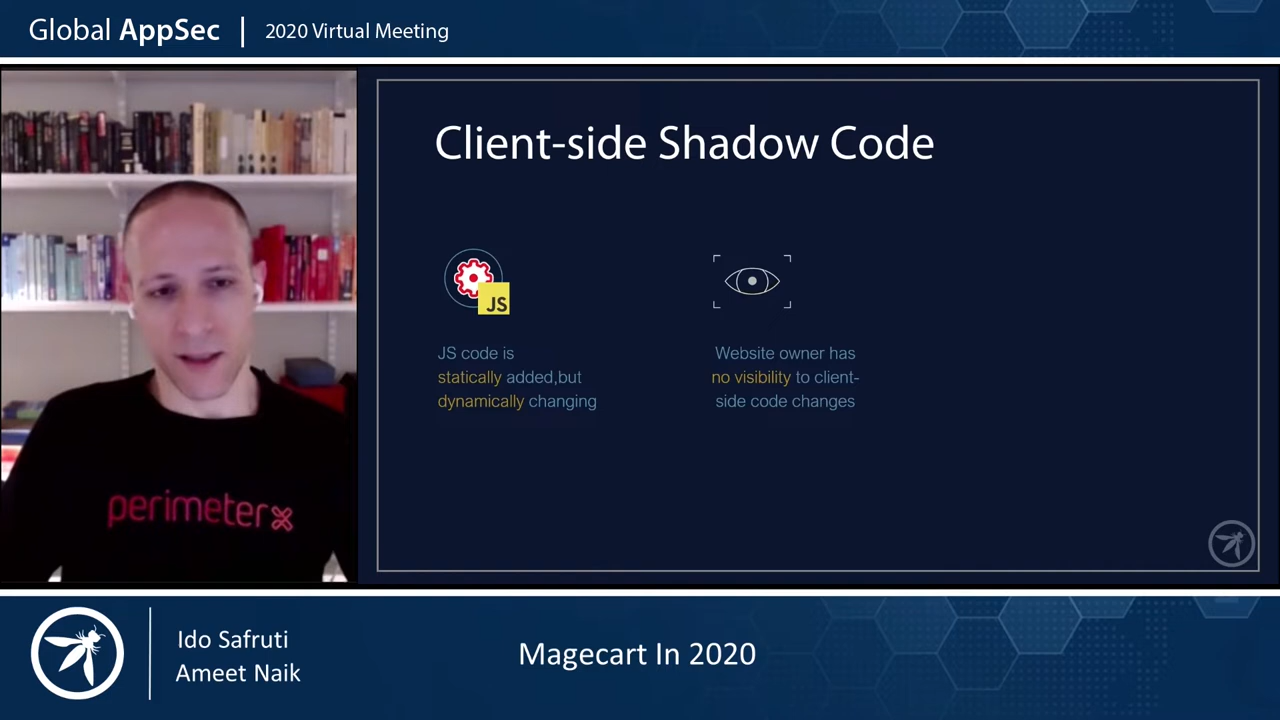 Global AppSec | 2020 Virtual Meeting
Client-side Shadow Code
JS
JS code is
statically added,but
dynamically changing
Website owner has
no visibility to client-
side code changes
perimeterx
Ido Safruti
Ameet Naik
Magecart In 2020